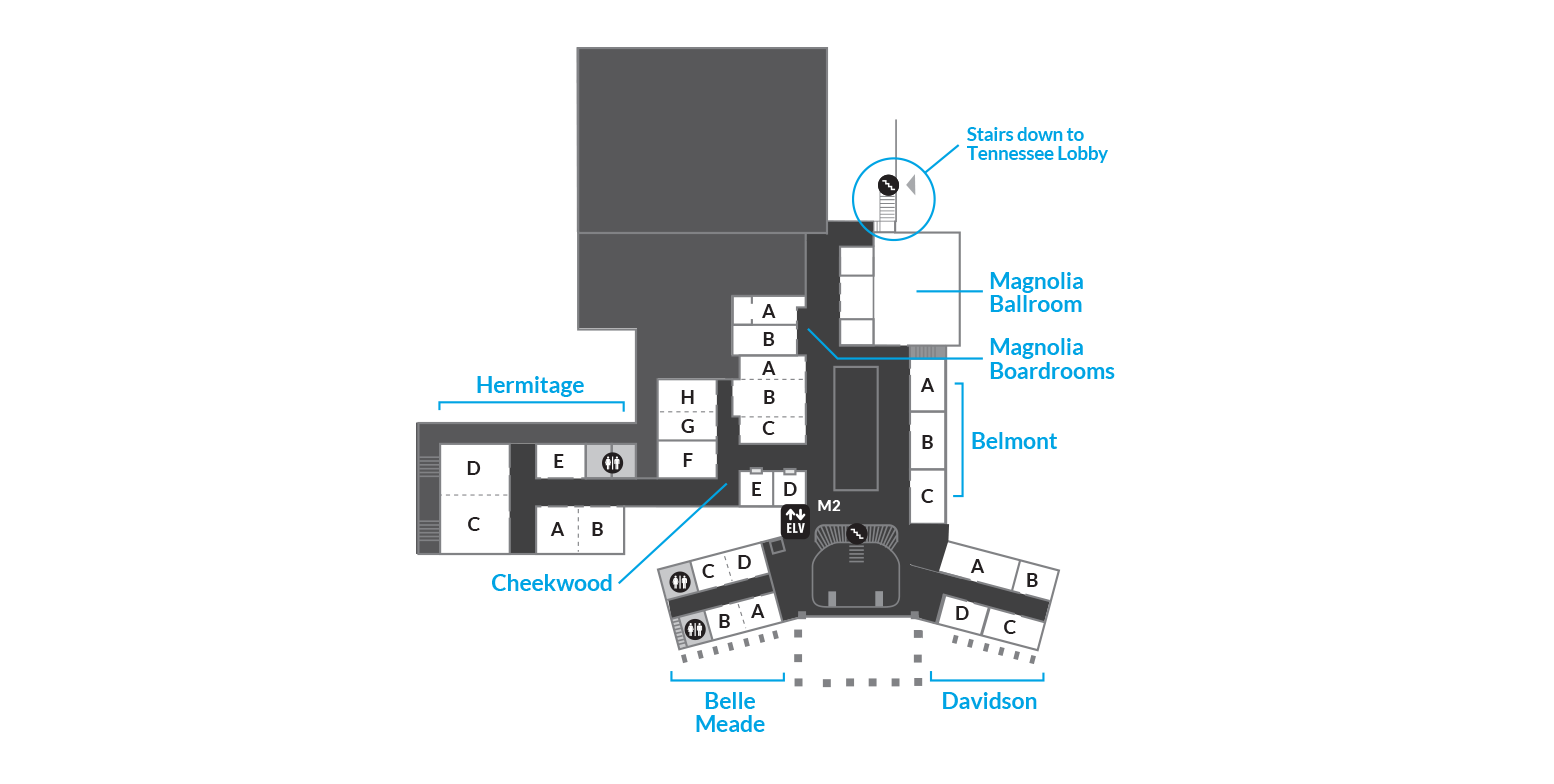 Stairs down to
Tennessee Lobby
Magnolia
Ballroom
A
B
Magnolia
Boardrooms
A
B
C
Hermitage
H
G
F
A
B
C
Belmont
D
C
E
A
B
E
D
M2
ELV
Cheekwood
C
D
B
A
A
B
D
C
Belle
Meade
Davidson